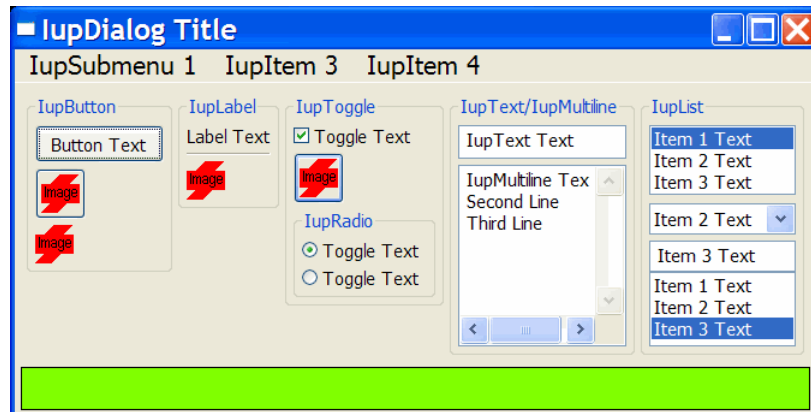 IupDialog Title
IupSubmenu 1 IupItem 3 IupItem 4
IupButton
Button Text
Image
Image
IupLabel
Label Text
Image
IupToggle
Toggle Text
Image
IupRadio
Toggle Text
Toggle Text
IupText/IupMultiline
IupText Text
IupMultiline Tex
Second Line
Third Line
IupList
Item 1 Text
Item 2 Text
Item 3 Text
Item 2 Text
Item 3 Text
Item 1 Text
Item 2 Text
Item 3 Text